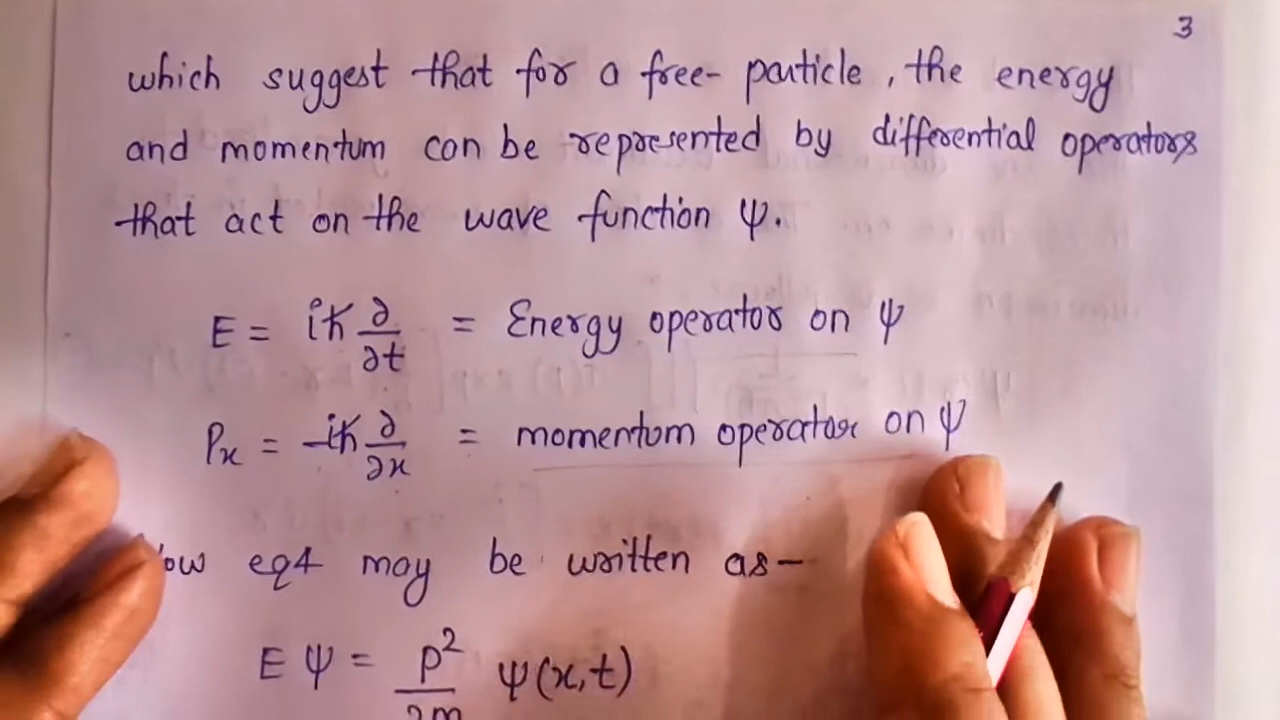 3
which suggest that for a free- particle, the energy
and momentum can be represented by differential operators
that act on the wave function ψ.
E = iℏ ∂/∂t = Energy operator on ψ
Px = -iℏ ∂/∂x = momentum operator on ψ
eq4 may be written as-
E ψ = p²/2m ψ(x,t)